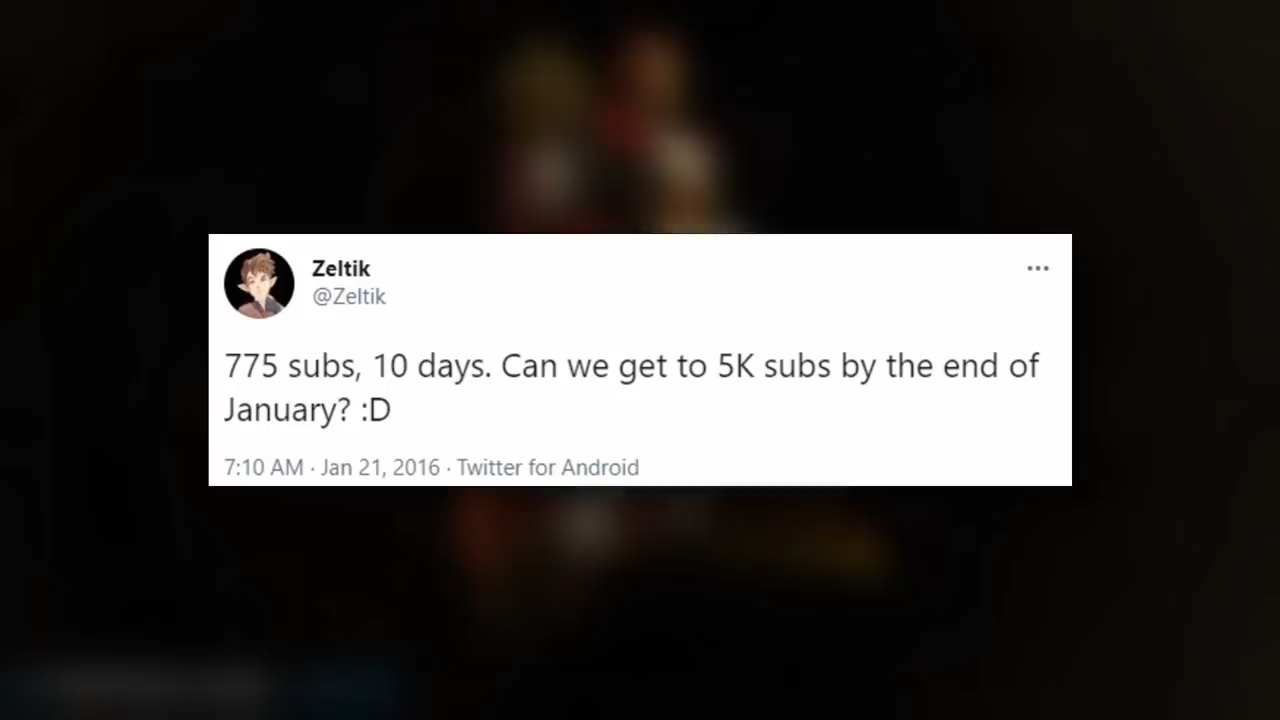 Zeltik
@Zeltik
775 subs, 10 days. Can we get to 5K subs by the end of
January? :D
7:10 AM · Jan 21, 2016 · Twitter for Android